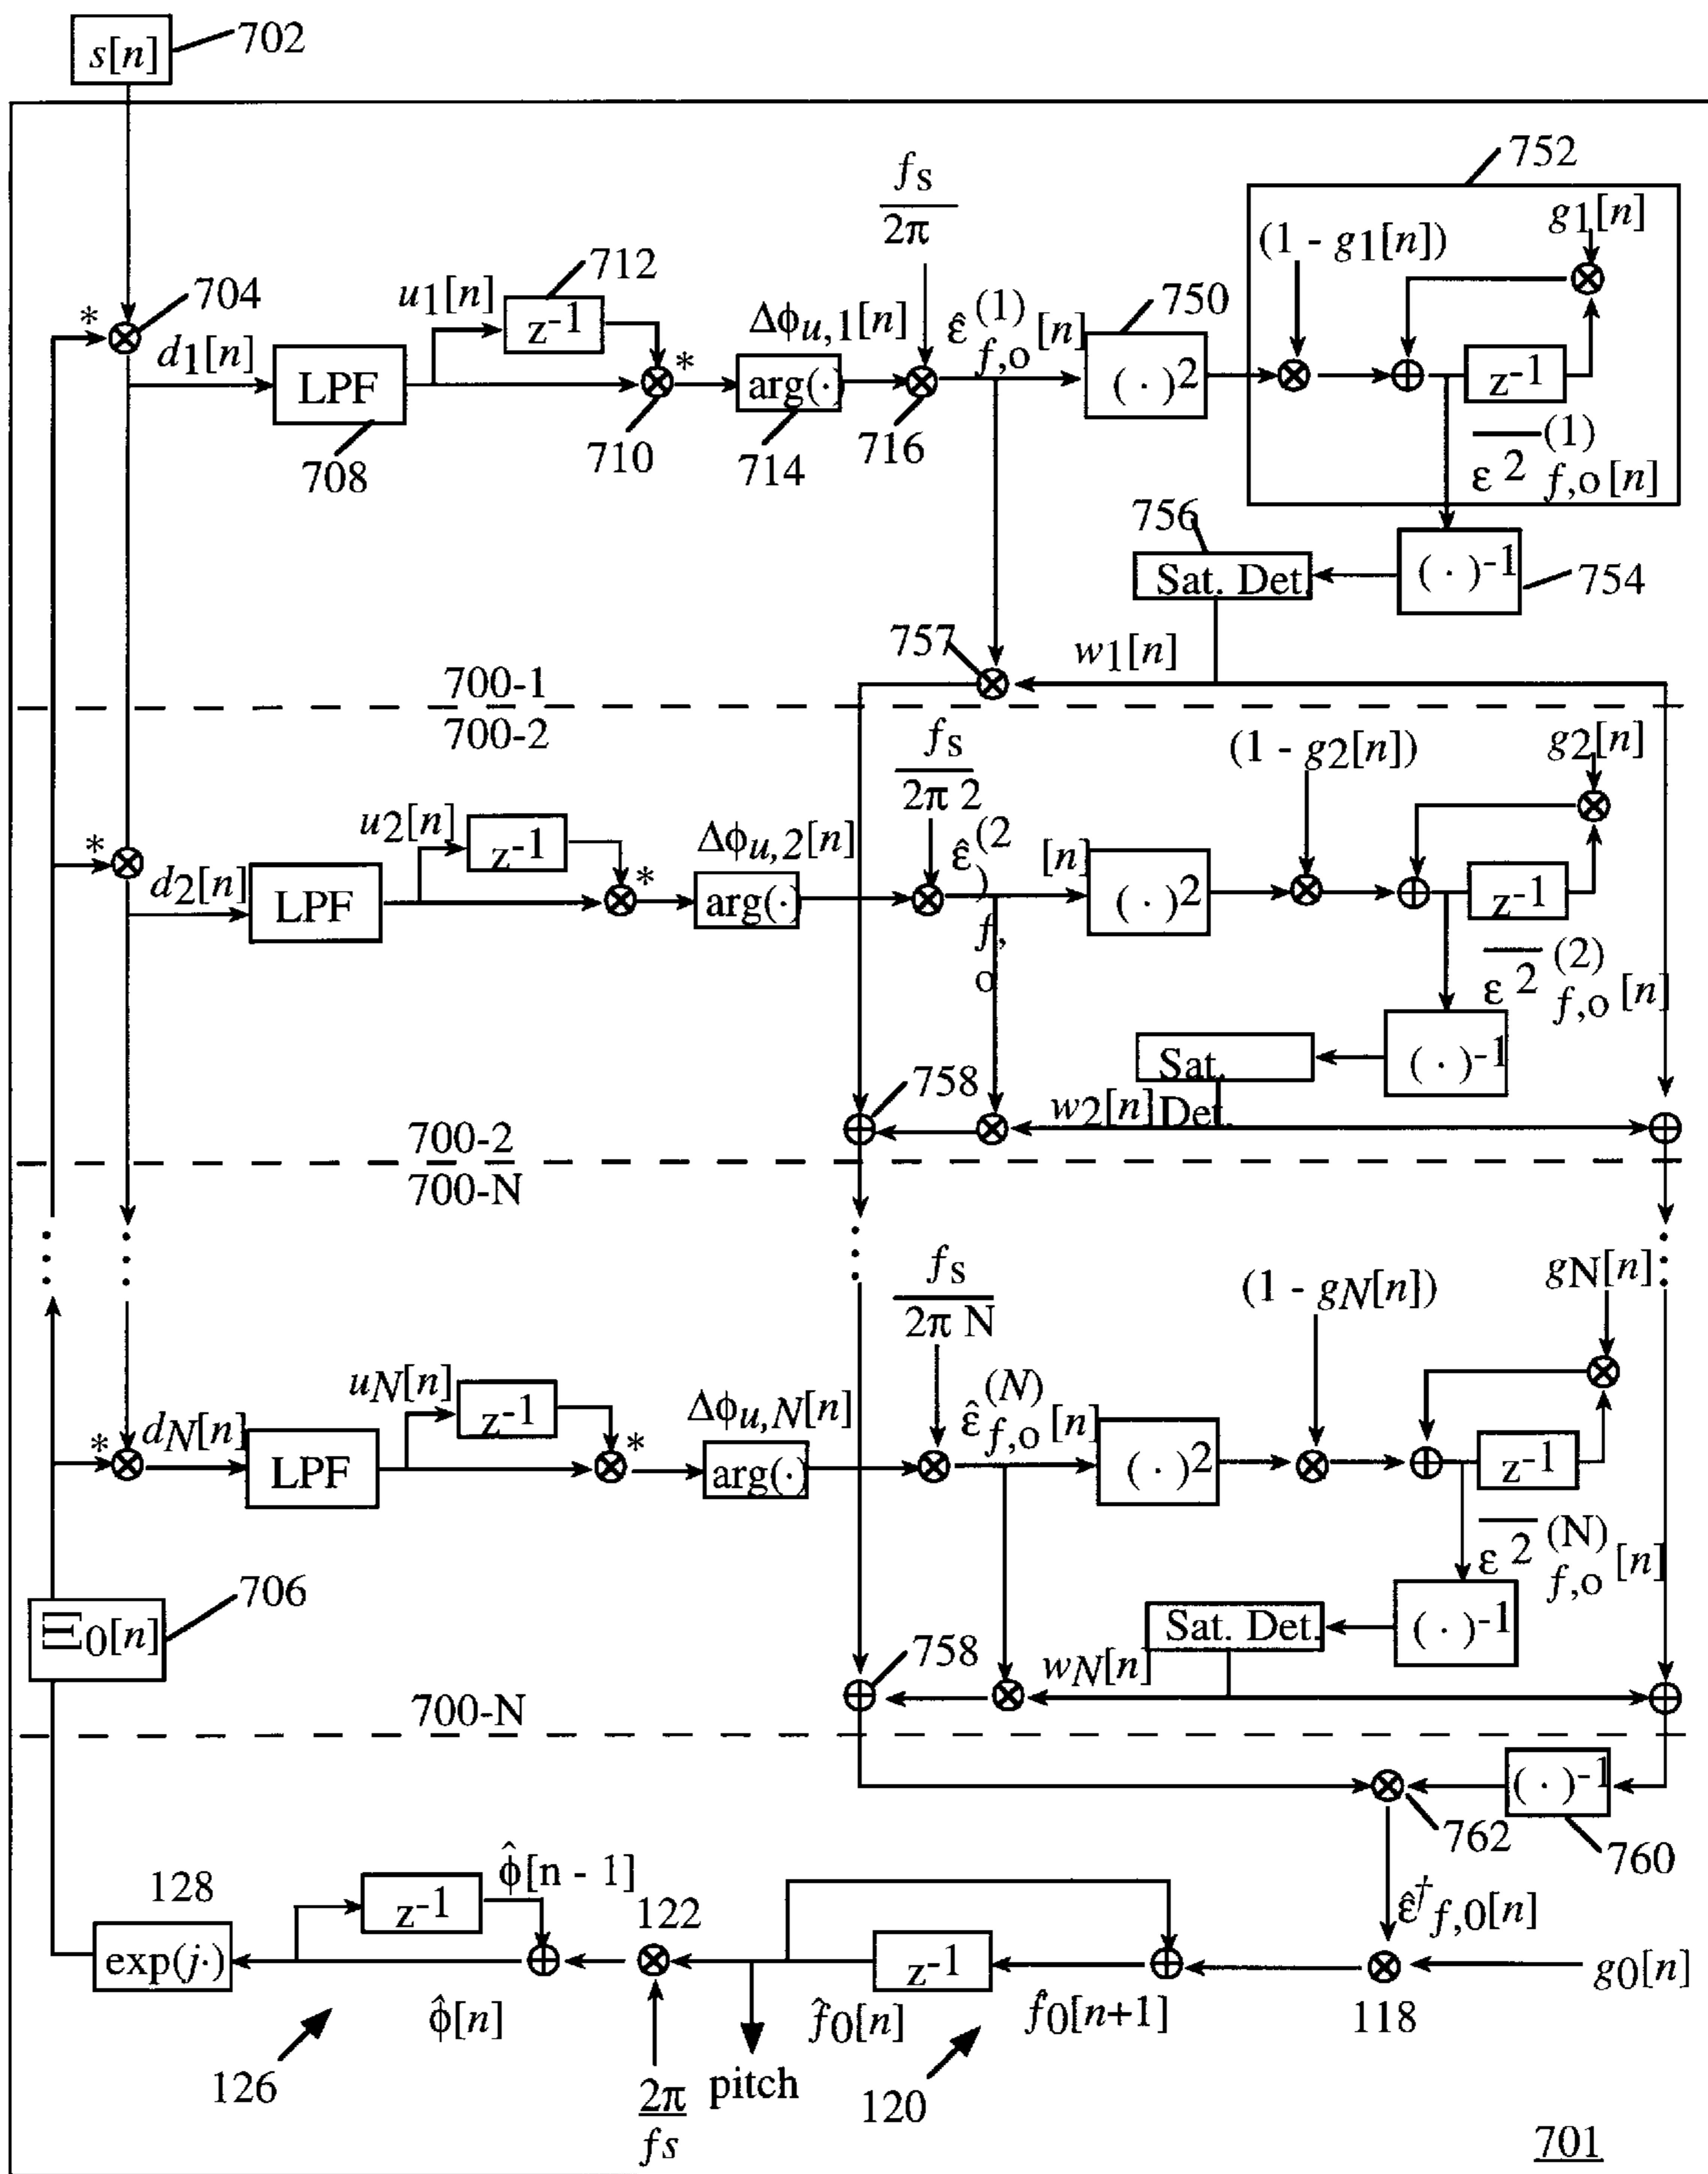 s[n]
702
752
fs
2π
g1[n]
(1 - g1[n])
712
u1[n]
z-1
*
704
d1[n]
LPF
708
*
710
Δϕu,1[n]
arg(·)
714
716
ε̂(1)f,o[n]
750
(·)2
z-1
ε2(1)f,o[n]
756
Sat. Det.
(·)-1
754
757
w1[n]
700-1
700-2
fs
2π 2
(1 - g2[n])
g2[n]
*
d2[n]
LPF
u2[n]
z-1
*
Δϕu,2[n]
arg(·)
ε̂(2)f,o[n]
(·)2
z-1
ε2(2)f,o[n]
Sat.
Det.
(·)-1
758
w2[n]
700-2
700-N
fs
2π N
(1 - gN[n])
gN[n]
*
dN[n]
LPF
uN[n]
z-1
*
Δϕu,N[n]
arg(·)
ε̂(N)f,o[n]
(·)2
z-1
ε2(N)f,o[n]
706
Ξ0[n]
Sat. Det.
(·)-1
758
wN[n]
700-N
(·)-1
762
760
128
exp(j·)
z-1
ϕ̂[n - 1]
122
ε̂†f,0[n]
z-1
g0[n]
ϕ̂[n]
f̂0[n]
f̂0[n+1]
118
126
2π
fs
pitch
120
701